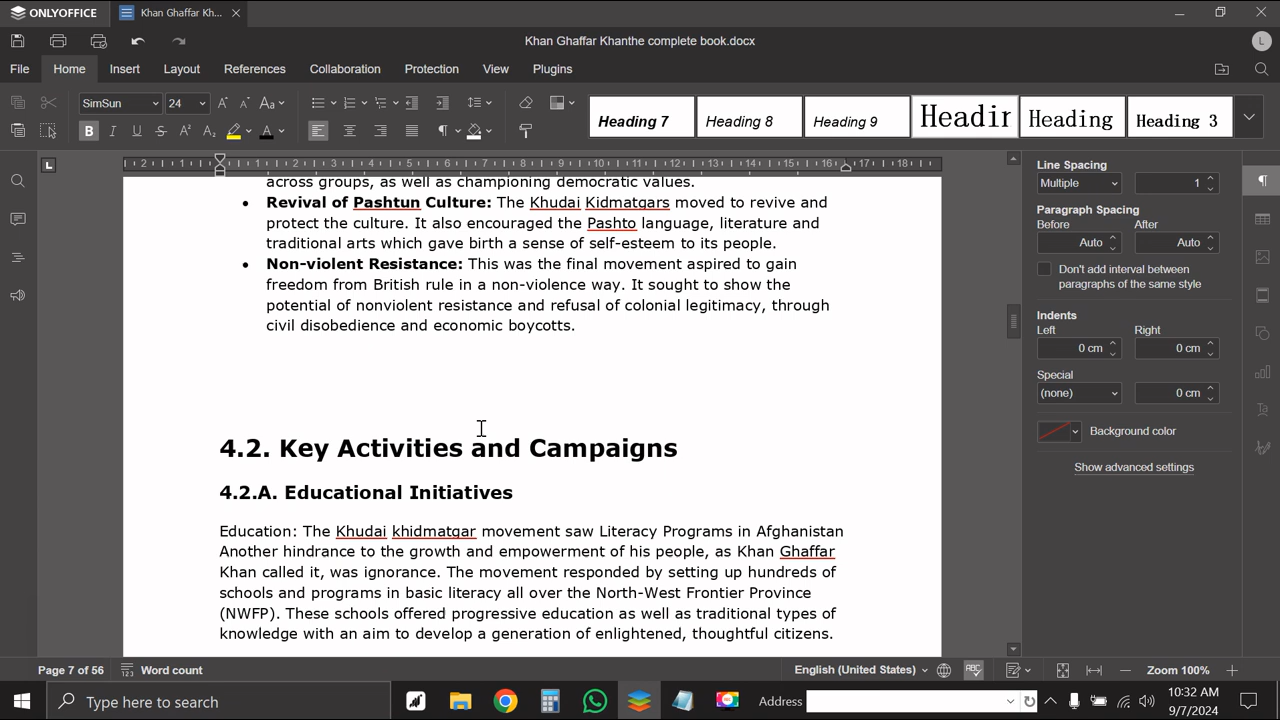 ONLYOFFICE
Khan Ghaffar Kh...
Khan Ghaffar Khanthe complete book.docx
L
File Home Insert Layout References Collaboration Protection View Plugins
SimSun 24
Heading 7 Heading 8 Heading 9 Headir Heading Heading 3
across groups, as well as championing democratic values.
• Revival of Pashtun Culture: The Khudai Kidmatgars moved to revive and
protect the culture. It also encouraged the Pashto language, literature and
traditional arts which gave birth a sense of self-esteem to its people.
• Non-violent Resistance: This was the final movement aspired to gain
freedom from British rule in a non-violence way. It sought to show the
potential of nonviolent resistance and refusal of colonial legitimacy, through
civil disobedience and economic boycotts.
4.2. Key Activities and Campaigns
4.2.A. Educational Initiatives
Education: The Khudai khidmatgar movement saw Literacy Programs in Afghanistan
Another hindrance to the growth and empowerment of his people, as Khan Ghaffar
Khan called it, was ignorance. The movement responded by setting up hundreds of
schools and programs in basic literacy all over the North-West Frontier Province
(NWFP). These schools offered progressive education as well as traditional types of
knowledge with an aim to develop a generation of enlightened, thoughtful citizens.
Line Spacing
Multiple 1
Paragraph Spacing
Before After
Auto Auto
Don't add interval between
paragraphs of the same style
Indents
Left Right
0 cm 0 cm
Special
(none) 0 cm
Background color
Show advanced settings
Page 7 of 56 Word count English (United States) Zoom 100%
Type here to search
Address
10:32 AM
9/7/2024